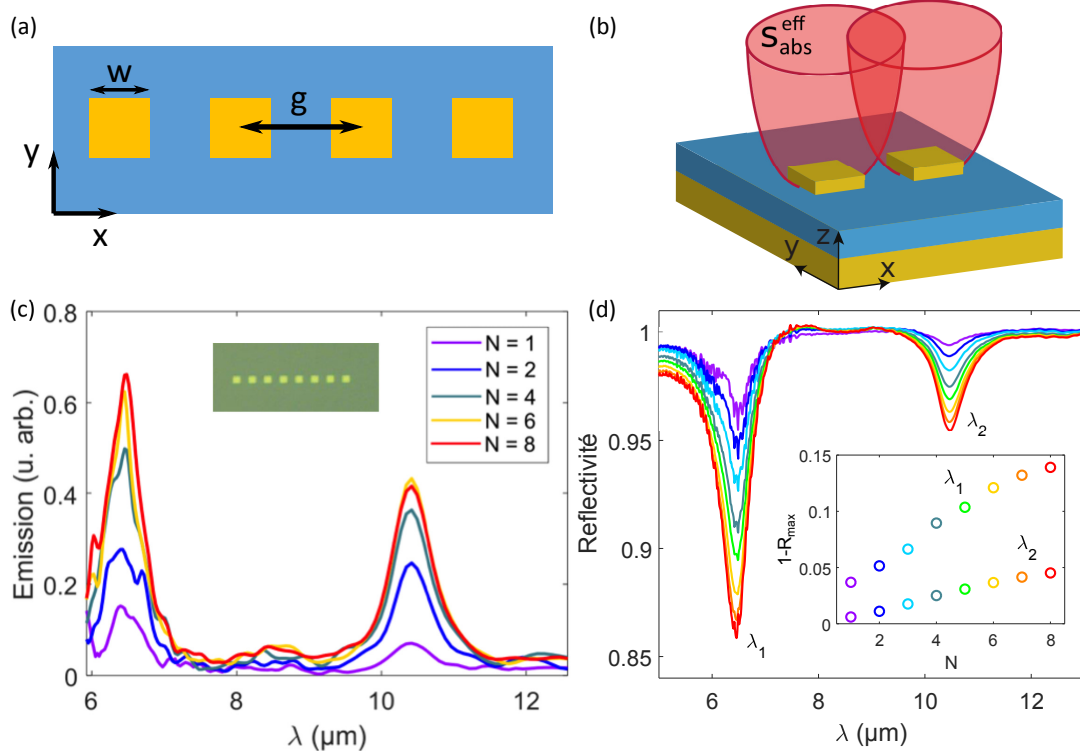 (a)
w
g
y
x
(b)
S_abs^eff
z
y
x
(c)
Emission (u. arb.)
0.8
0.6
0.4
0.2
0
6
8
10
12
λ (µm)
N = 1
N = 2
N = 4
N = 6
N = 8
(d)
Reflectivité
1
0.95
0.9
0.85
6
8
10
12
λ (µm)
λ₁
λ₂
1-R_max
0.15
0.1
0.05
0
2
4
6
8
N
λ₁
λ₂